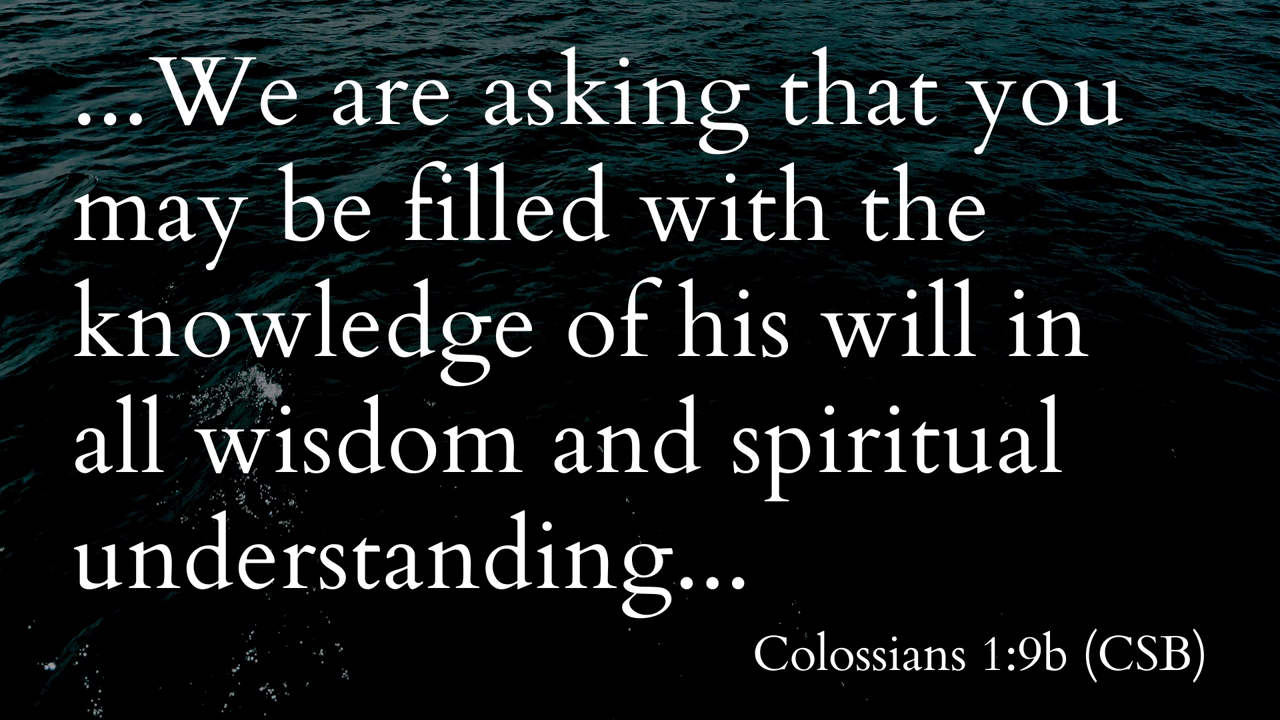 ...We are asking that you
may be filled with the
knowledge of his will in
all wisdom and spiritual
understanding...
Colossians 1:9b (CSB)